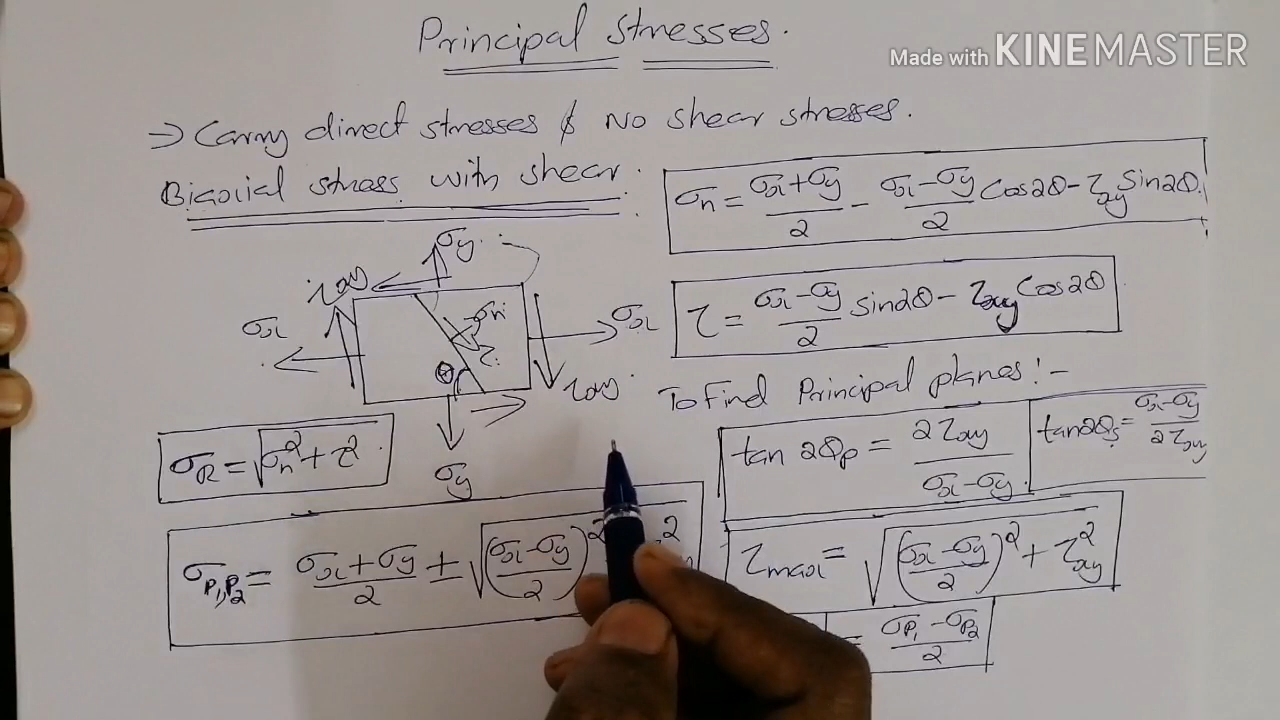 Principal Stresses.
Made with KINEMASTER
→ Carry direct stresses & No shear stresses.
Biaxial stress with shear:
σn = (σx + σy)/2 - (σx - σy)/2 Cos2θ - τxy Sin2θ.
σy
τxy
σx
σn
σx
τ = (σx - σy)/2 Sin2θ - τxy Cos2θ
τ
θ
τxy
To Find Principal planes :-
σR = √(σn² + τ²)
σy
tan 2θp = 2τxy/(σx - σy)
tan2θs = (σx - σy)/2τxy
σP1,P2 = (σx + σy)/2 ± √((σx - σy)/2)² 2
τmax = √(((σx - σy)/2)² + τxy²)
= (σP1 - σP2)/2